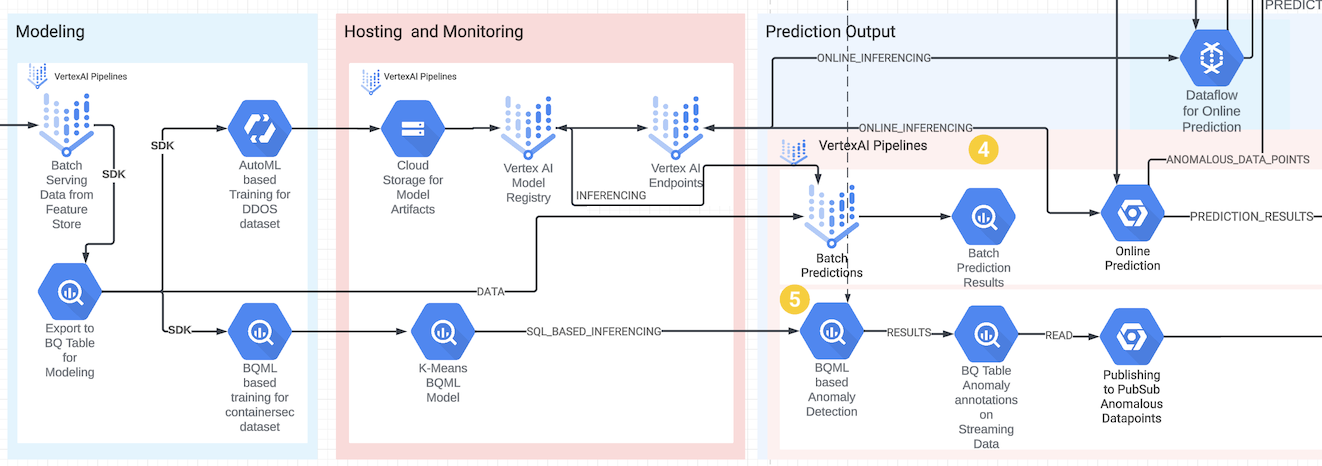 PREDICT
Modeling
Hosting and Monitoring
Prediction Output
VertexAI Pipelines
VertexAI Pipelines
ONLINE_INFERENCING
Dataflow
for Online
Prediction
SDK
SDK
ONLINE_INFERENCING
4
VertexAI Pipelines
ANOMALOUS_DATA_POINTS
Batch
Serving
Data from
Feature
Store
AutoML
based
Training for
DDOS
dataset
Cloud
Storage for
Model
Artifacts
Vertex AI
Model
Registry
Vertex AI
Endpoints
INFERENCING
PREDICTION_RESULTS
Batch
Predictions
Batch
Prediction
Results
Online
Prediction
DATA
5
Export to
BQ Table
for
Modeling
SDK
SQL_BASED_INFERENCING
RESULTS
READ
BQML
based
training for
containersec
dataset
K-Means
BQML
Model
BQML
based
Anomaly
Detection
BQ Table
Anomaly
annotations
on
Streaming
Data
Publishing
to PubSub
Anomalous
Datapoints